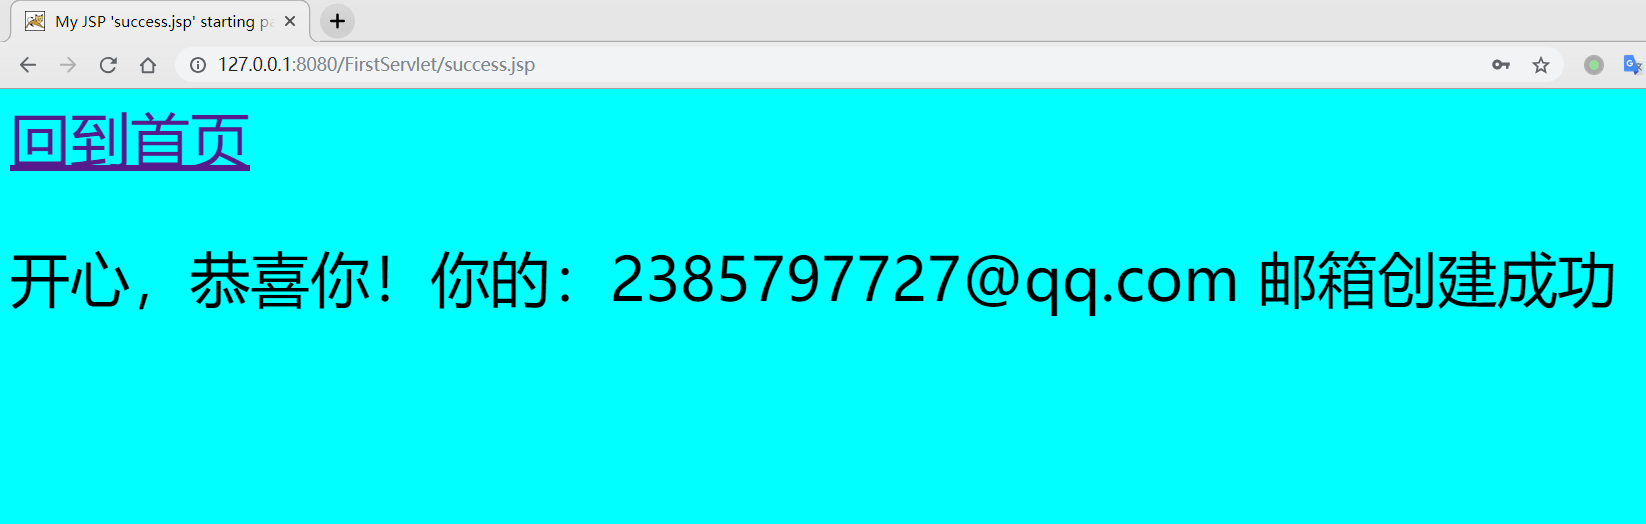 My JSP 'success.jsp' starting pa
127.0.0.1:8080/FirstServlet/success.jsp
回到首页
开心，恭喜你！你的：2385797727@qq.com 邮箱创建成功